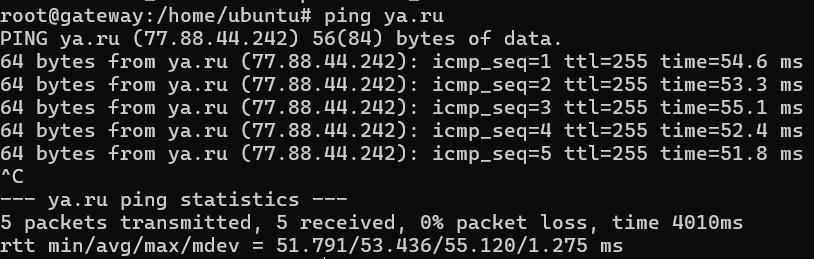 root@gateway:/home/ubuntu# ping ya.ru
PING ya.ru (77.88.44.242) 56(84) bytes of data.
64 bytes from ya.ru (77.88.44.242): icmp_seq=1 ttl=255 time=54.6 ms
64 bytes from ya.ru (77.88.44.242): icmp_seq=2 ttl=255 time=53.3 ms
64 bytes from ya.ru (77.88.44.242): icmp_seq=3 ttl=255 time=55.1 ms
64 bytes from ya.ru (77.88.44.242): icmp_seq=4 ttl=255 time=52.4 ms
64 bytes from ya.ru (77.88.44.242): icmp_seq=5 ttl=255 time=51.8 ms
^C
--- ya.ru ping statistics ---
5 packets transmitted, 5 received, 0% packet loss, time 4010ms
rtt min/avg/max/mdev = 51.791/53.436/55.120/1.275 ms